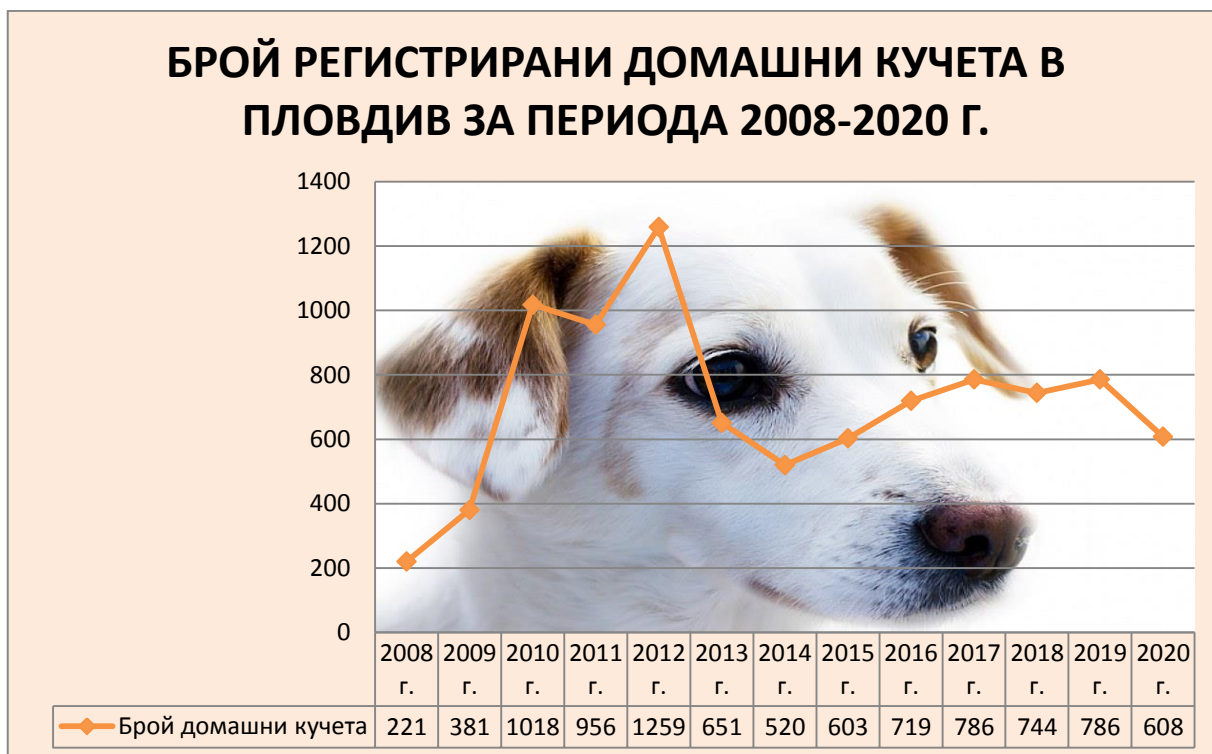 БРОЙ РЕГИСТРИРАНИ ДОМАШНИ КУЧЕТА В
ПЛОВДИВ ЗА ПЕРИОДА 2008-2020 Г.
1400
1200
1000
800
600
400
200
0
2008 г. 2009 г. 2010 г. 2011 г. 2012 г. 2013 г. 2014 г. 2015 г. 2016 г. 2017 г. 2018 г. 2019 г. 2020 г.
Брой домашни кучета 221 381 1018 956 1259 651 520 603 719 786 744 786 608